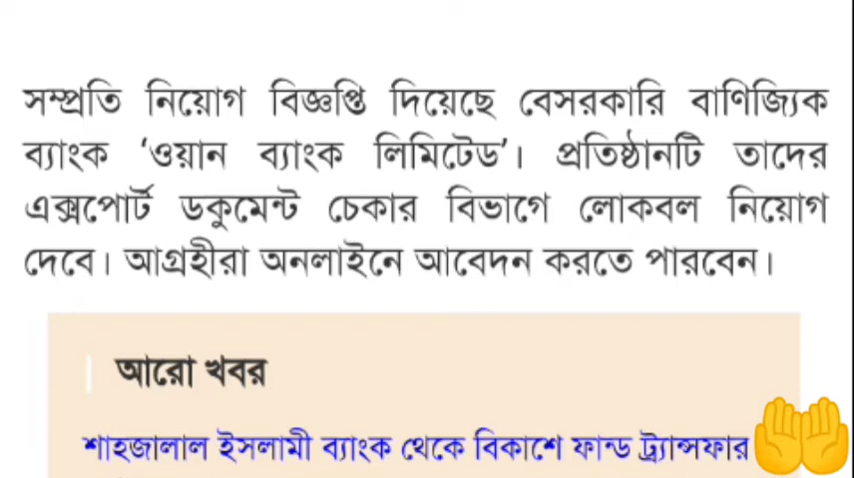 সম্প্রতি নিয়োগ বিজ্ঞপ্তি দিয়েছে বেসরকারি বাণিজ্যিক
ব্যাংক ‘ওয়ান ব্যাংক লিমিটেড’। প্রতিষ্ঠানটি তাদের
এক্সপোর্ট ডকুমেন্ট চেকার বিভাগে লোকবল নিয়োগ
দেবে। আগ্রহীরা অনলাইনে আবেদন করতে পারবেন।
আরো খবর
শাহজালাল ইসলামী ব্যাংক থেকে বিকাশে ফান্ড ট্র্যান্সফার